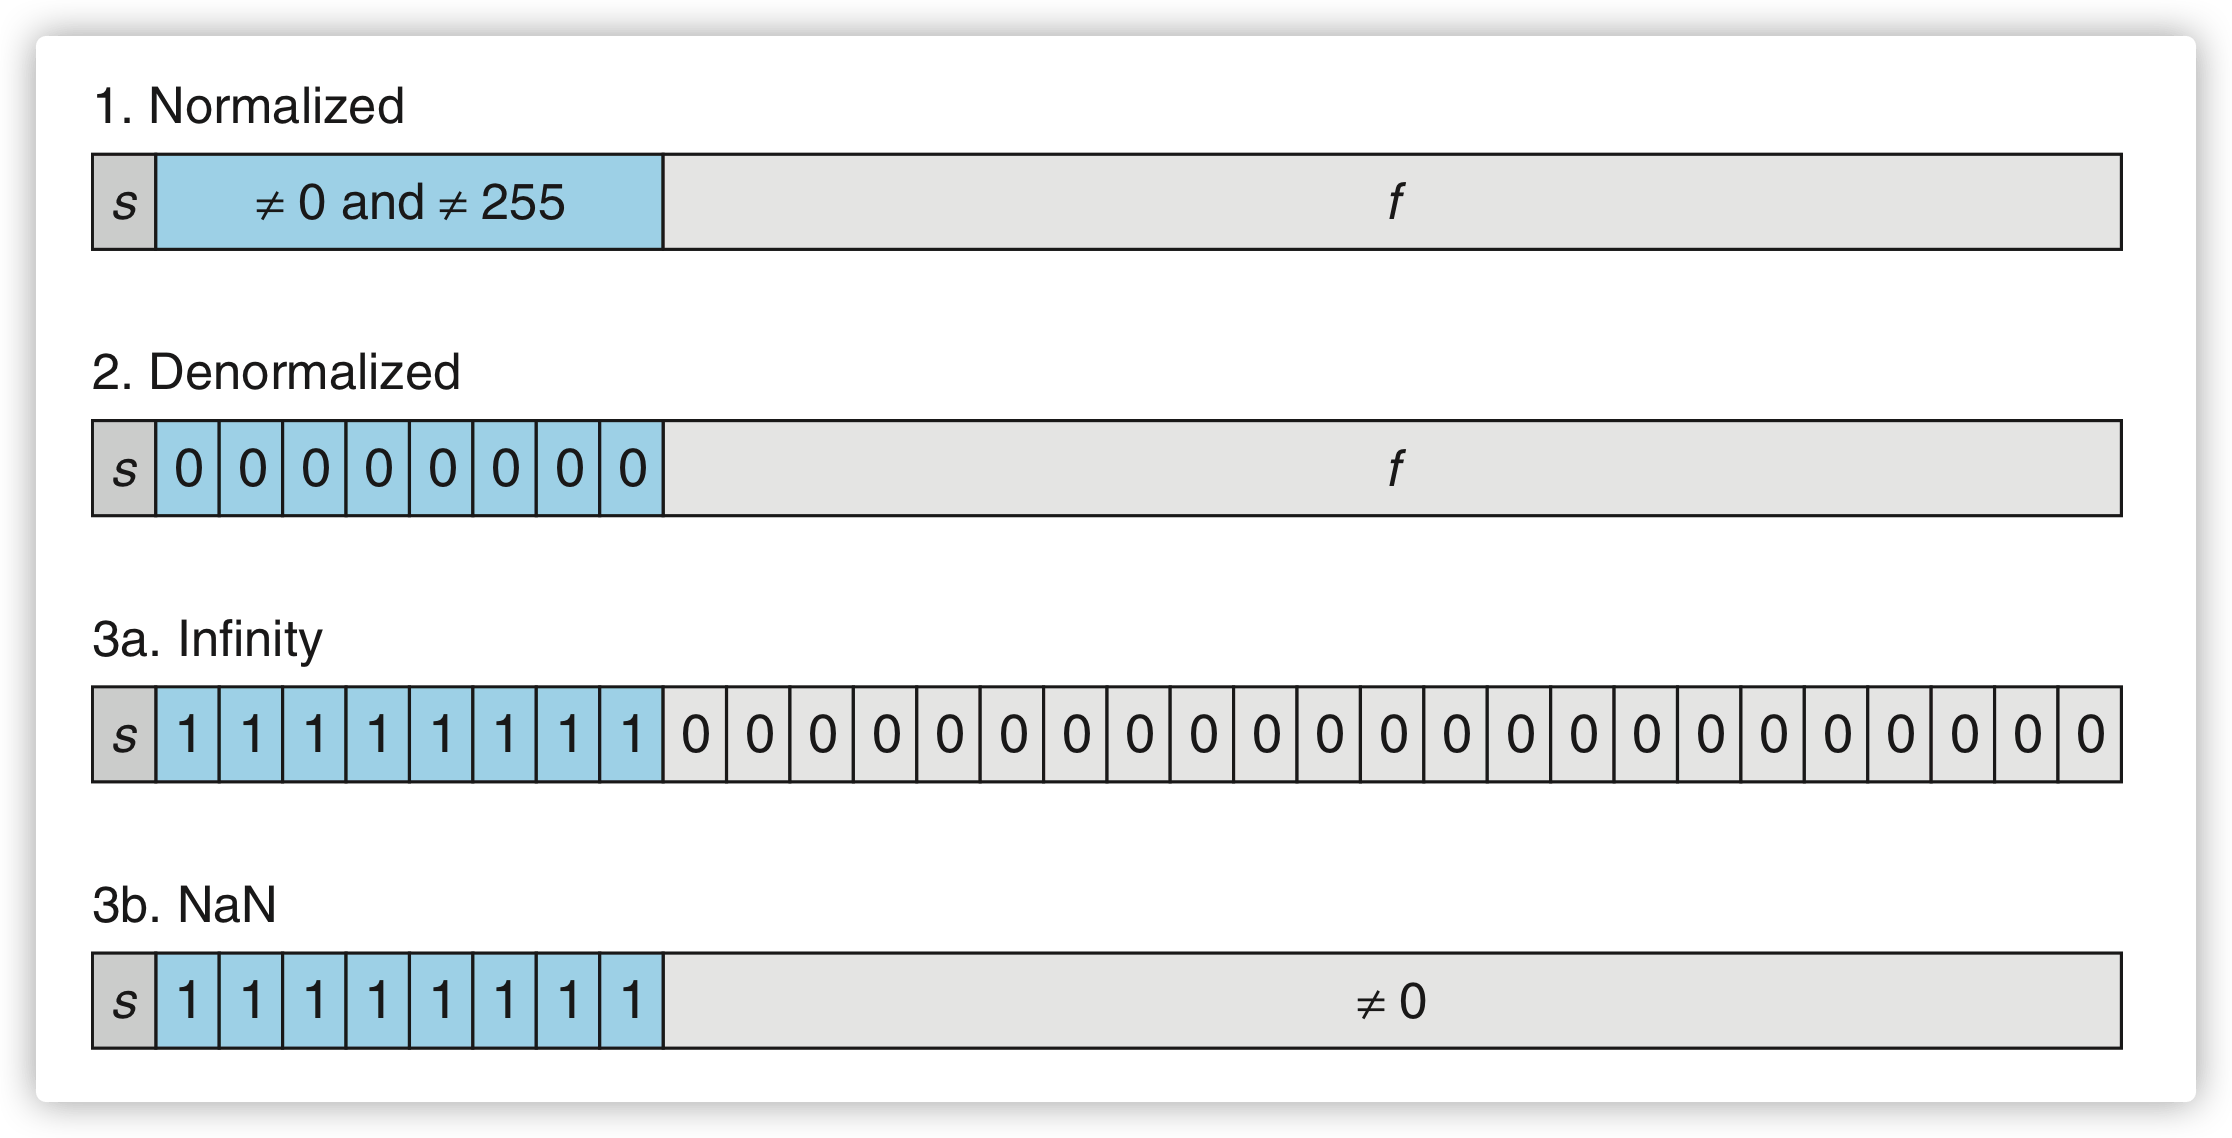 1. Normalized
s ≠ 0 and ≠ 255 f
2. Denormalized
s 0 0 0 0 0 0 0 0 f
3a. Infinity
s 1 1 1 1 1 1 1 1 0 0 0 0 0 0 0 0 0 0 0 0 0 0 0 0 0 0 0 0 0 0 0
3b. NaN
s 1 1 1 1 1 1 1 1 ≠ 0